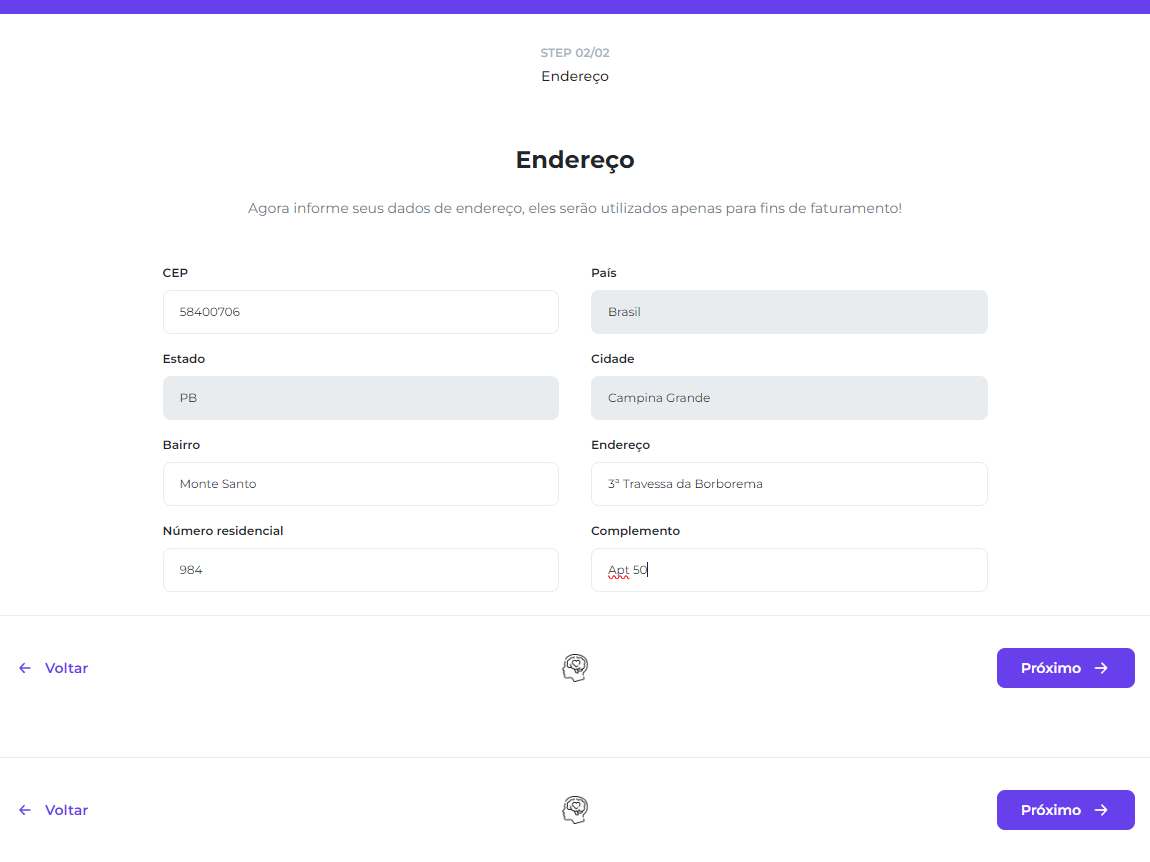 STEP 02/02
Endereço
Endereço
Agora informe seus dados de endereço, eles serão utilizados apenas para fins de faturamento!
CEP
País
58400706
Brasil
Estado
Cidade
PB
Campina Grande
Bairro
Endereço
Monte Santo
3ª Travessa da Borborema
Número residencial
Complemento
984
Apt 50
Voltar
Próximo
Voltar
Próximo